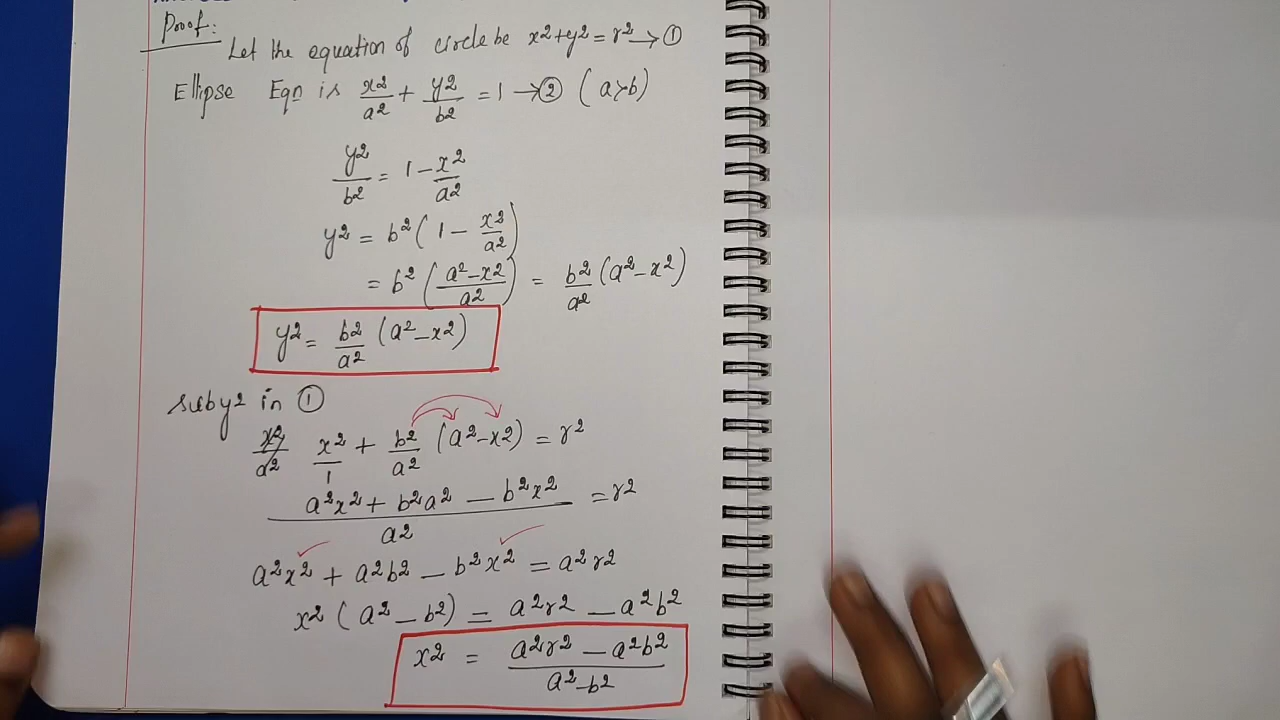 Proof:
Let the equation of circle be x² + y² = r² → ①
Ellipse Eqn is x²/a² + y²/b² = 1 → ② (a>b)
y²/b² = 1 - x²/a²
y² = b² (1 - x²/a²)
= b² (a² - x²/a²) = b²/a² (a² - x²)
y² = b²/a² (a² - x²)
sub y² in ①
x²/a² x²/1 + b²/a² (a² - x²) = r²
a²x² + b²a² - b²x²/a² = r²
a²x² + a²b² - b²x² = a²r²
x² (a² - b²) = a²r² - a²b²
x² = a²r² - a²b²/a² - b²